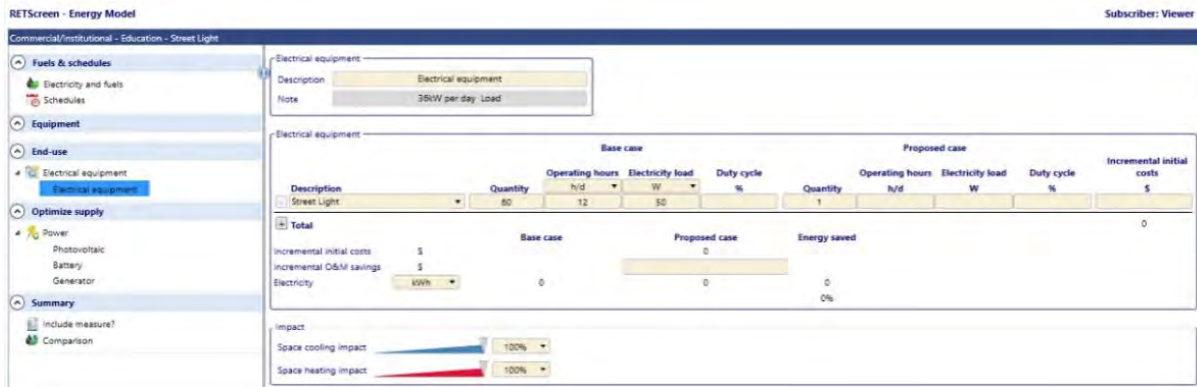 RETScreen - Energy Model Subscriber: Viewer
Commercial/Institutional - Education - Street Light
Fuels & schedules
Electricity and fuels
Schedules
Equipment
End-use
Electrical equipment
Electrical equipment
Optimize supply
Power
Photovoltaic
Battery
Generator
Summary
Include measure?
Comparison
Electrical equipment
Description Electrical equipment
Note 36kW per day Load
Electrical equipment
Base case Proposed case
Incremental initial costs
Operating hours Electricity load Duty cycle Operating hours Electricity load Duty cycle
Description Quantity h/d W % Quantity h/d W % $
Street Light 60 12 50 1
Total 0
Base case Proposed case Energy saved
Incremental initial costs $ 0
Incremental O&M savings $
Electricity kWh 0 0 0
0%
Impact
Space cooling impact 100%
Space heating impact 100%